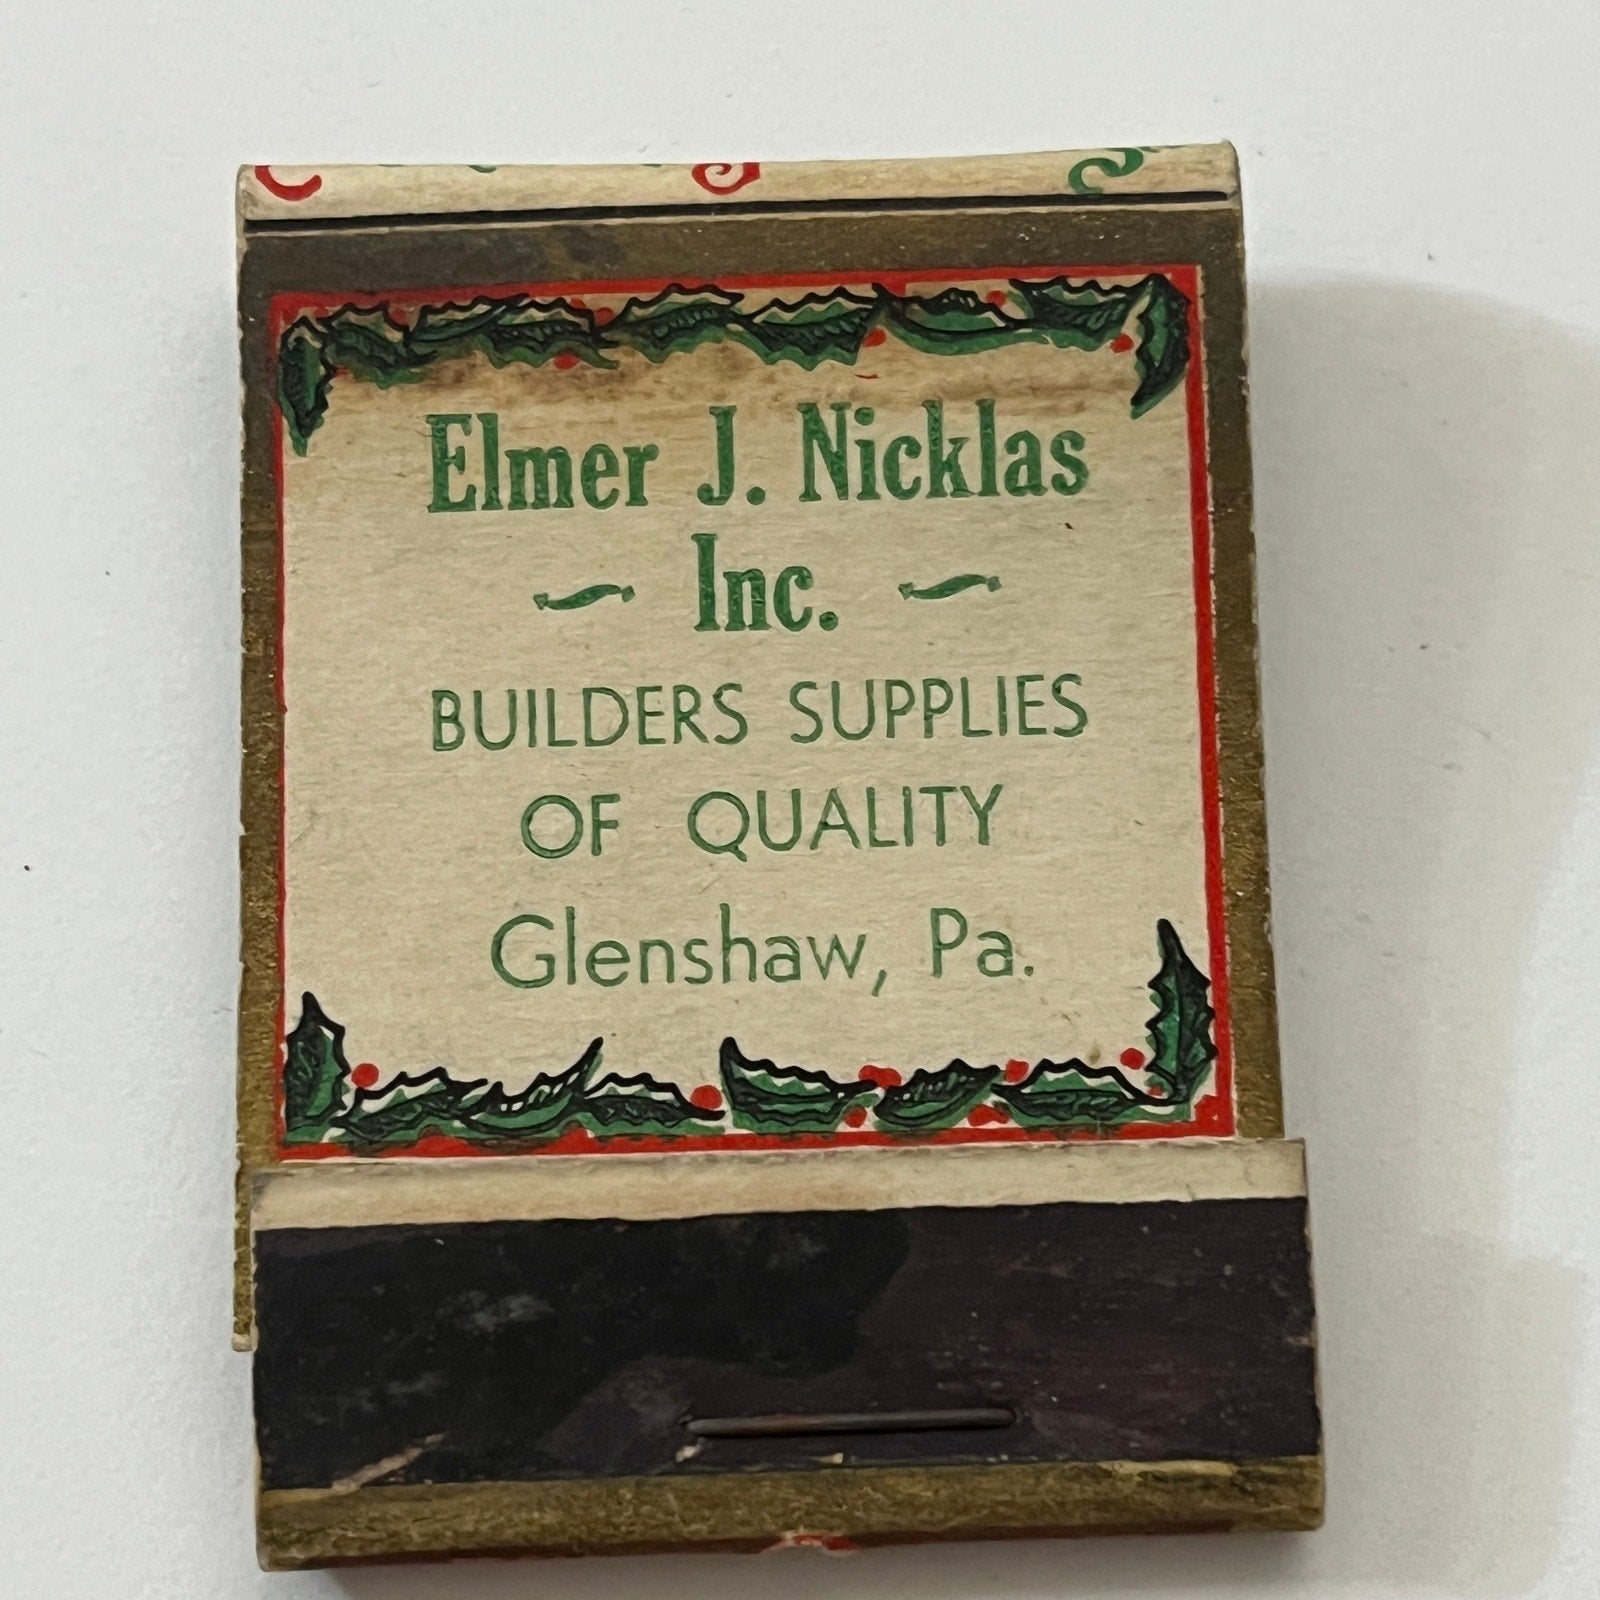 Elmer J. Nicklas
Inc.
BUILDERS SUPPLIES
OF QUALITY
Glenshaw, Pa.